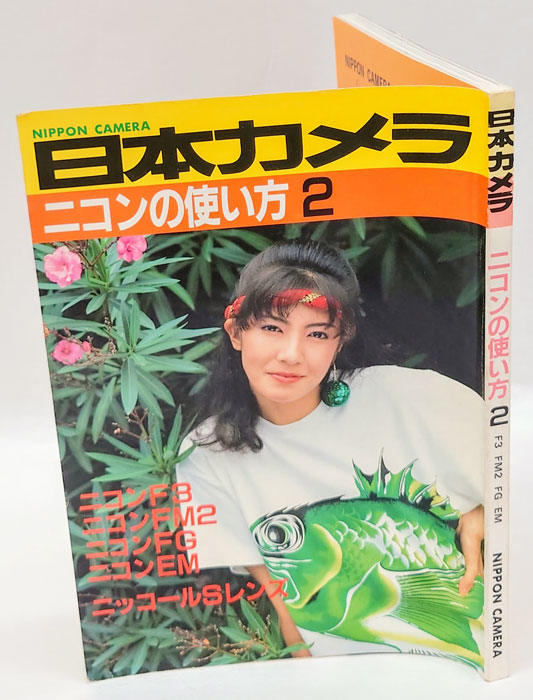 NIPPON CAMERA
日本カメラ
ニコンの使い方 2
ニコンF3
ニコンFM2
ニコンFG
ニコンEM
ニッコールSレンズ
NIPPON CAMERA
日本カメラ
ニコンの使い方 2
F3 FM2 FG EM
NIPPON CAMERA